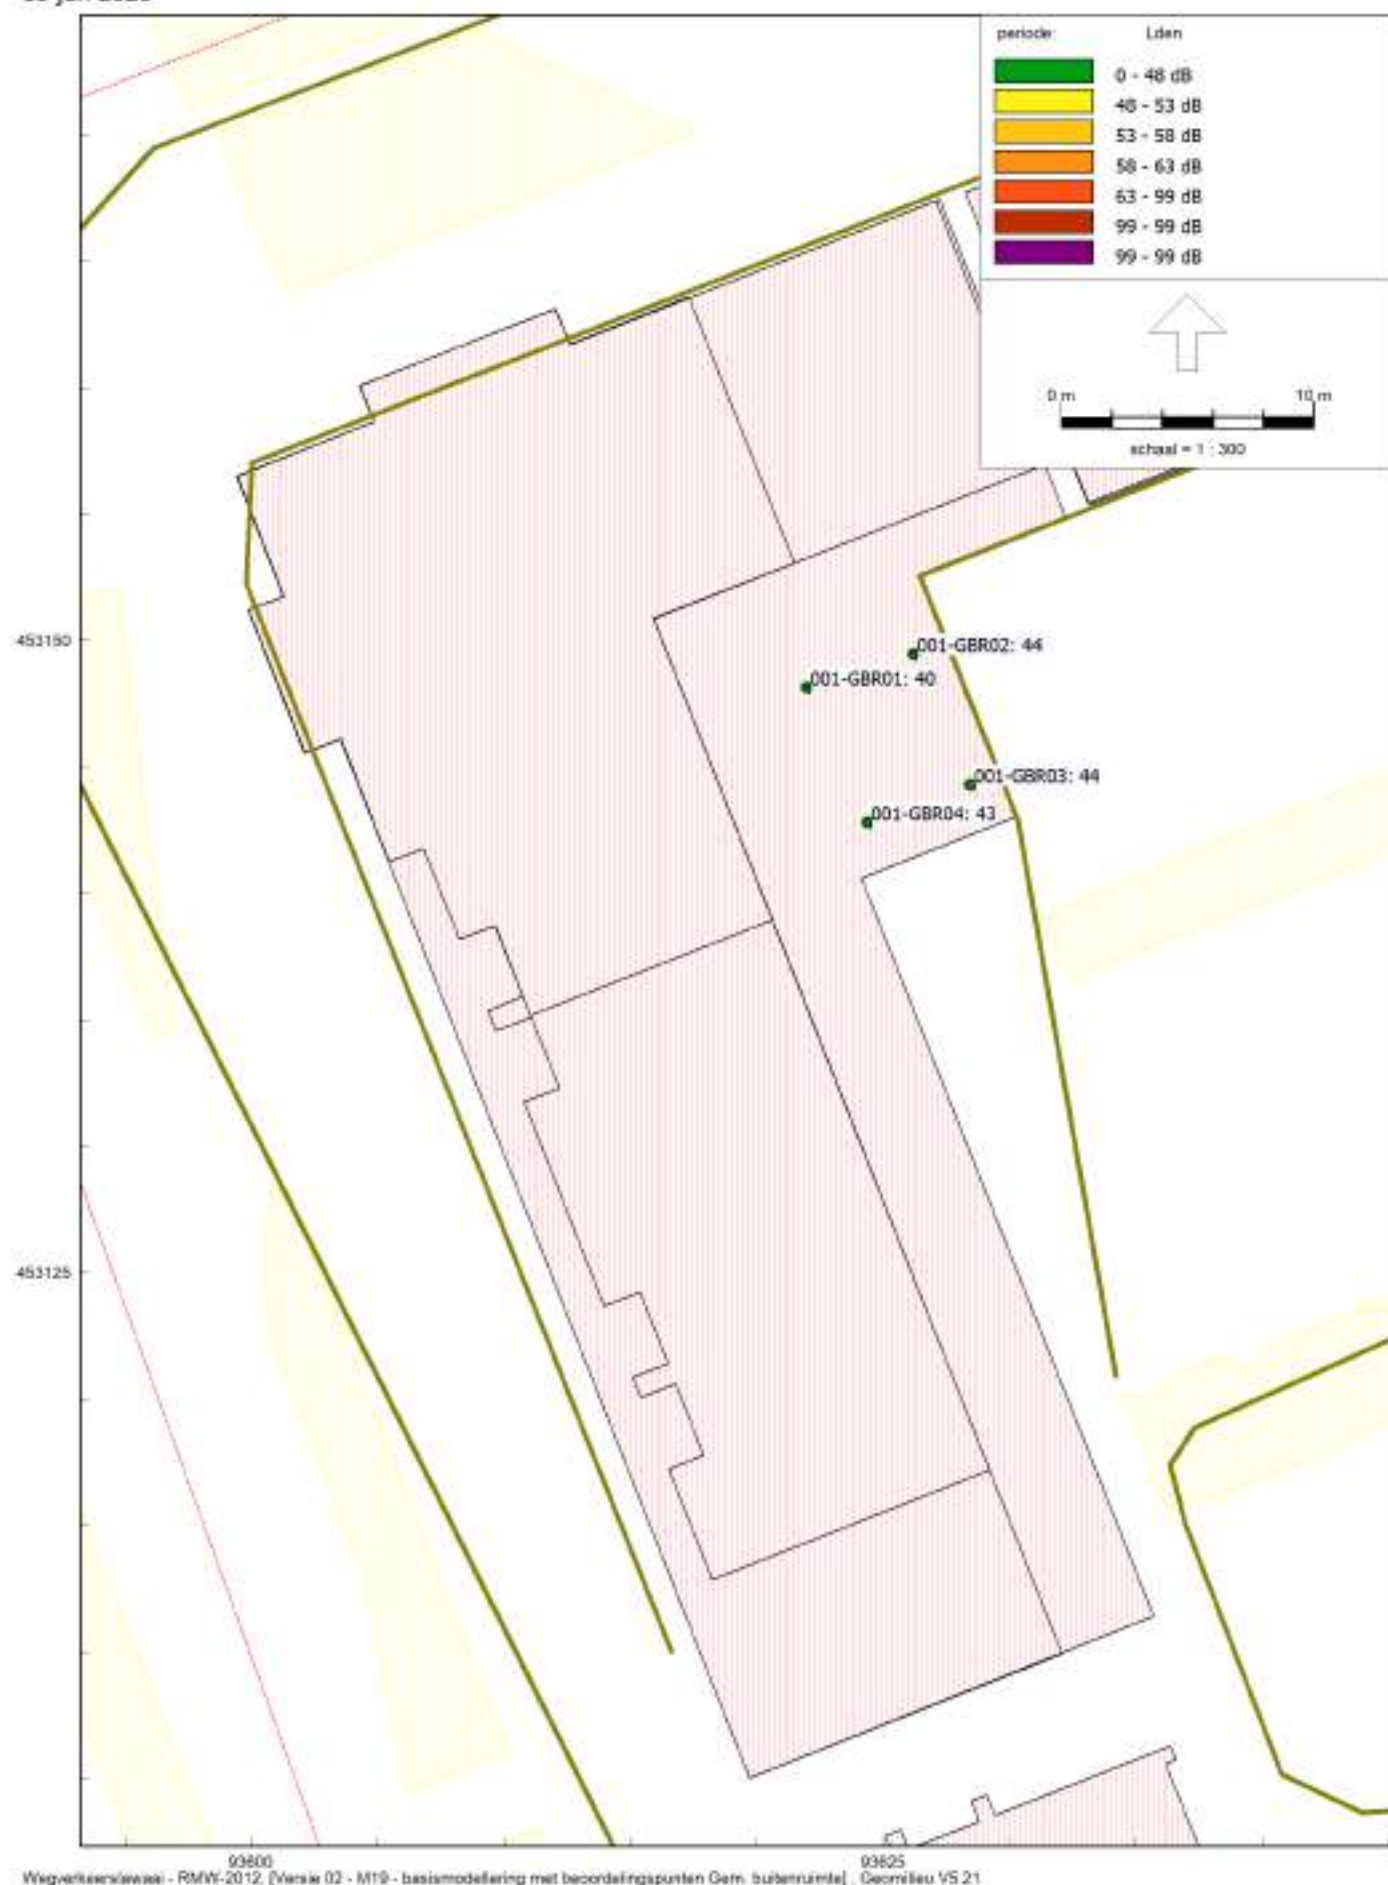 periode: Lden
0 - 48 dB
48 - 53 dB
53 - 58 dB
58 - 63 dB
63 - 99 dB
99 - 99 dB
99 - 99 dB
0 m 10 m
schaal = 1 : 300
453150
001-GBR02: 44
001-GBR01: 40
001-GBR03: 44
001-GBR04: 43
453125
93600 93625
Wegverkeerslawaai - RMW-2012, [Versie 02 - M19 - basismodellering met beoordelingspunten Gem. buitenruimte] , Geomilieu V5.21